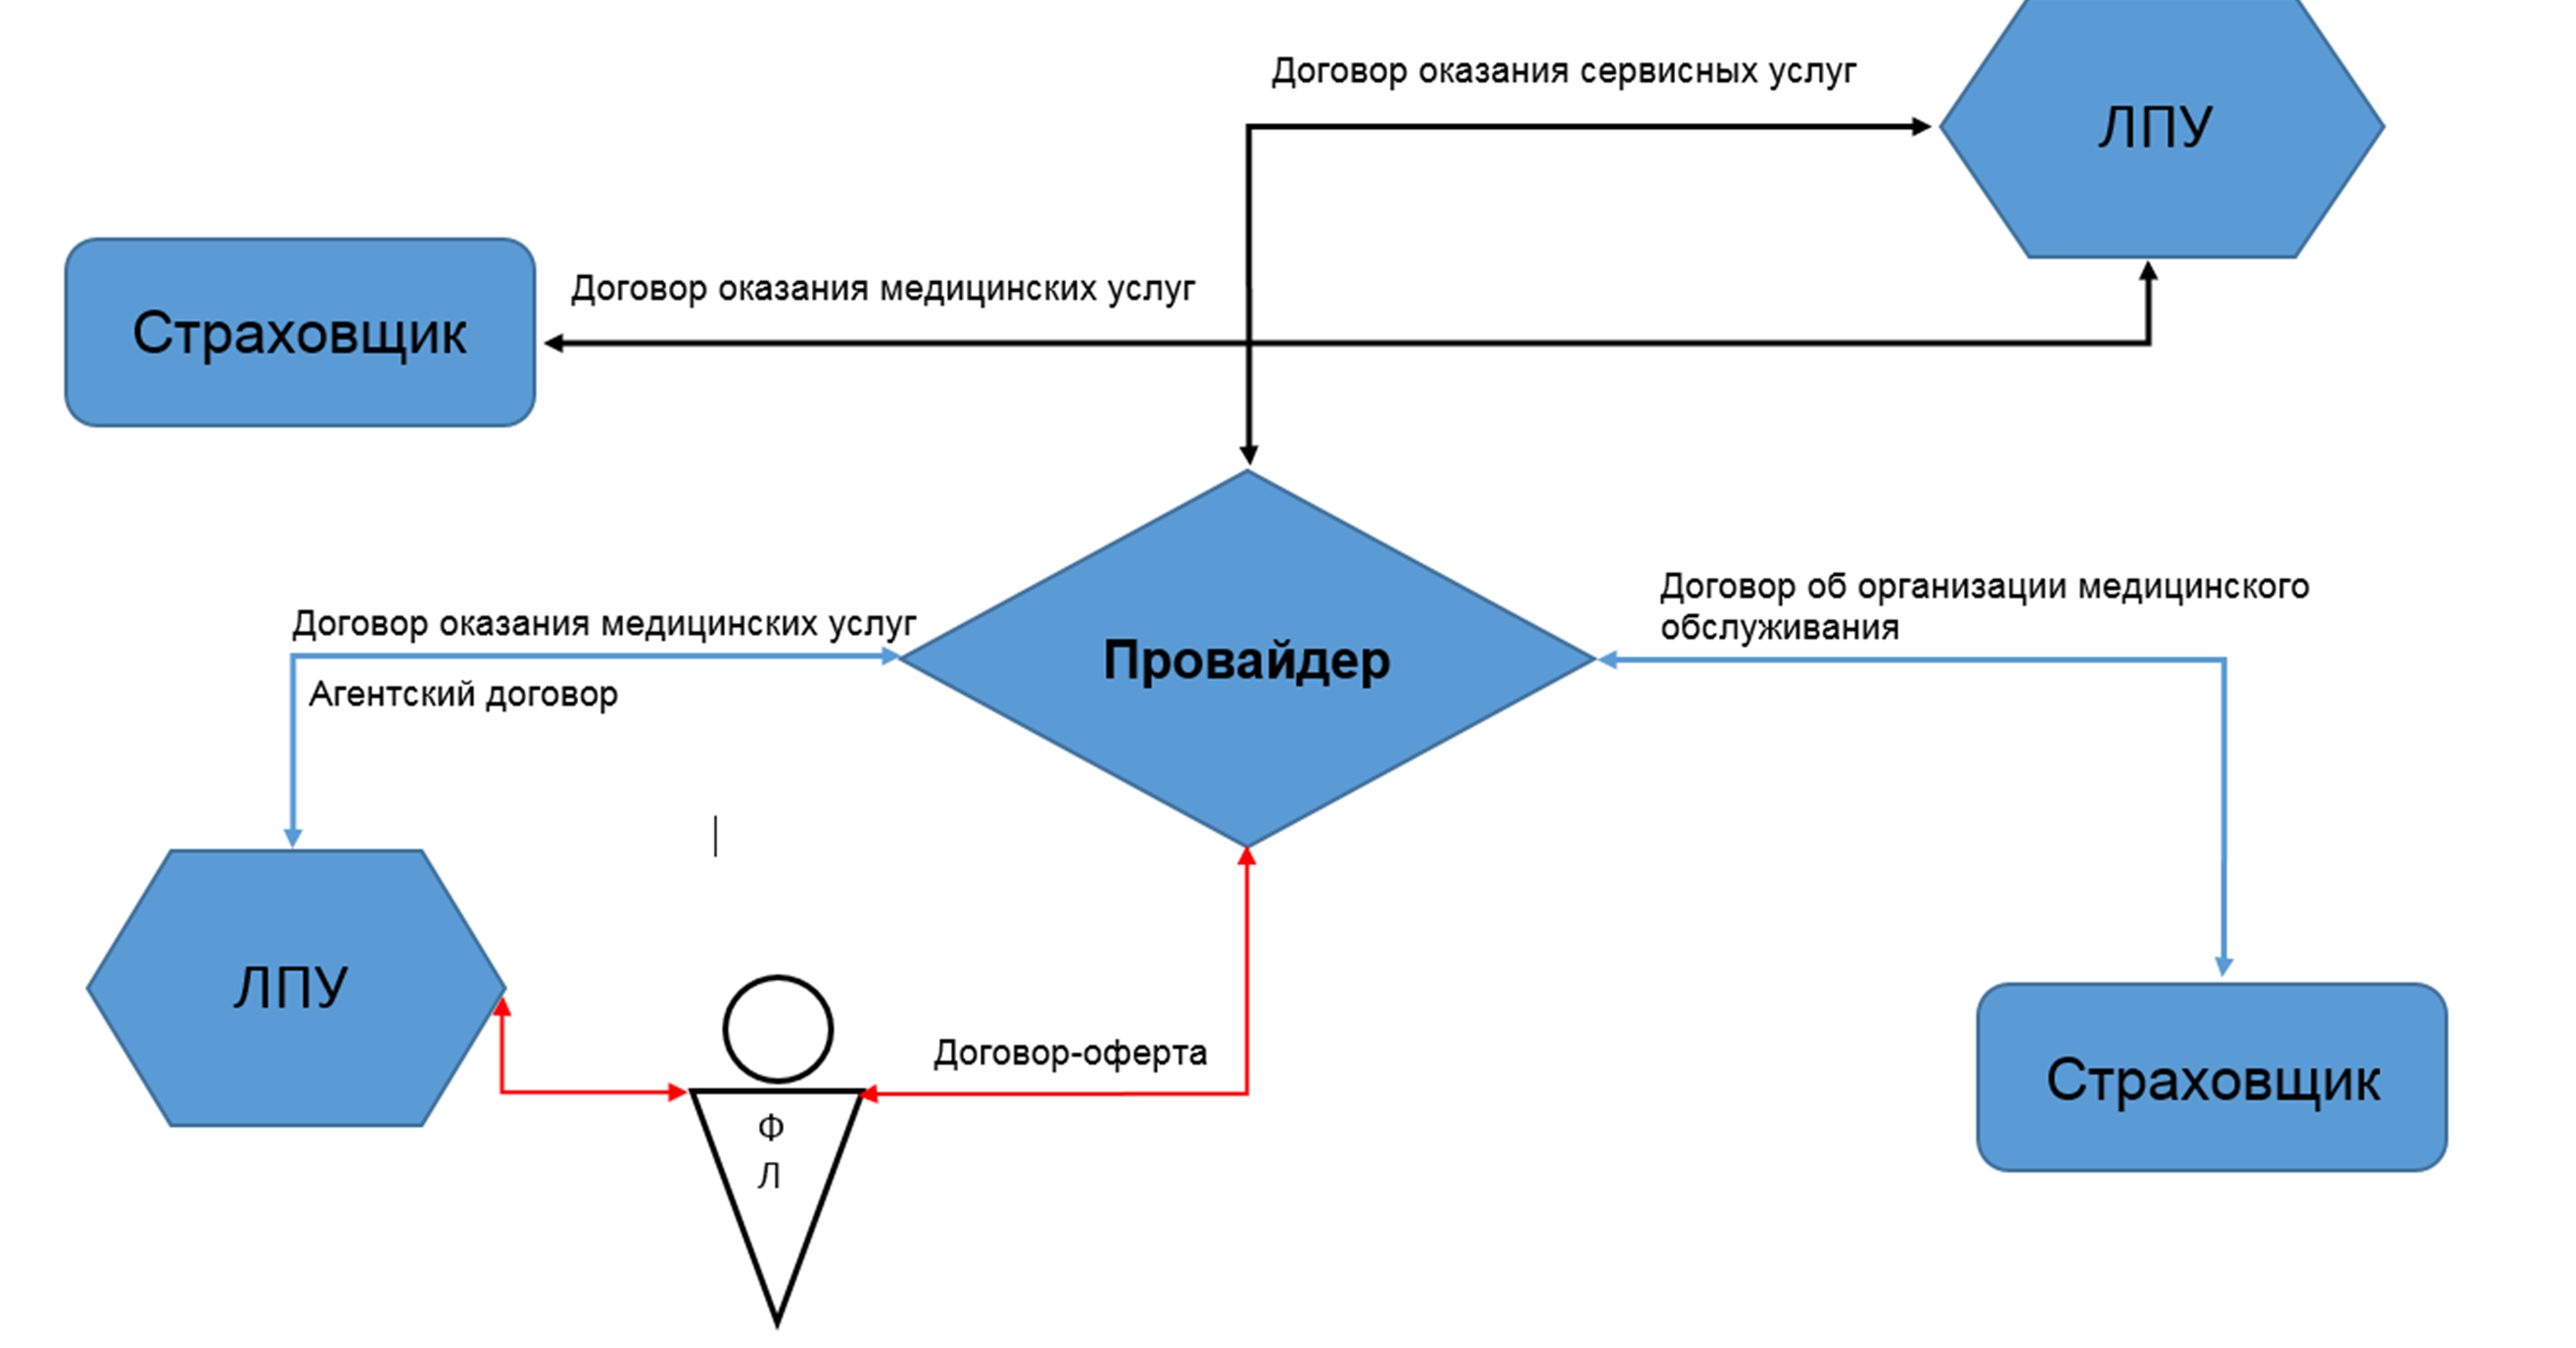 Договор оказания сервисных услуг
ЛПУ
Договор оказания медицинских услуг
Страховщик
Договор об организации медицинского
обслуживания
Договор оказания медицинских услуг
Провайдер
Агентский договор
ЛПУ
Договор-оферта
Страховщик
Ф
Л